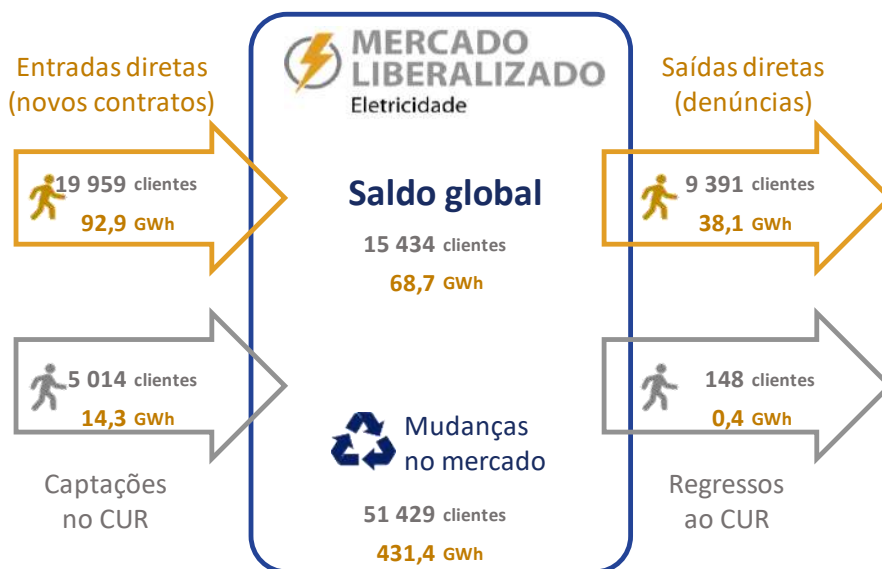 MERCADO
LIBERALIZADO
Eletricidade
Entradas diretas
(novos contratos)
19 959 clientes
92,9 GWh
Saldo global
15 434 clientes
68,7 GWh
Saídas diretas
(denúncias)
9 391 clientes
38,1 GWh
5 014 clientes
14,3 GWh
Captações
no CUR
Mudanças
no mercado
51 429 clientes
431,4 GWh
148 clientes
0,4 GWh
Regressos
ao CUR